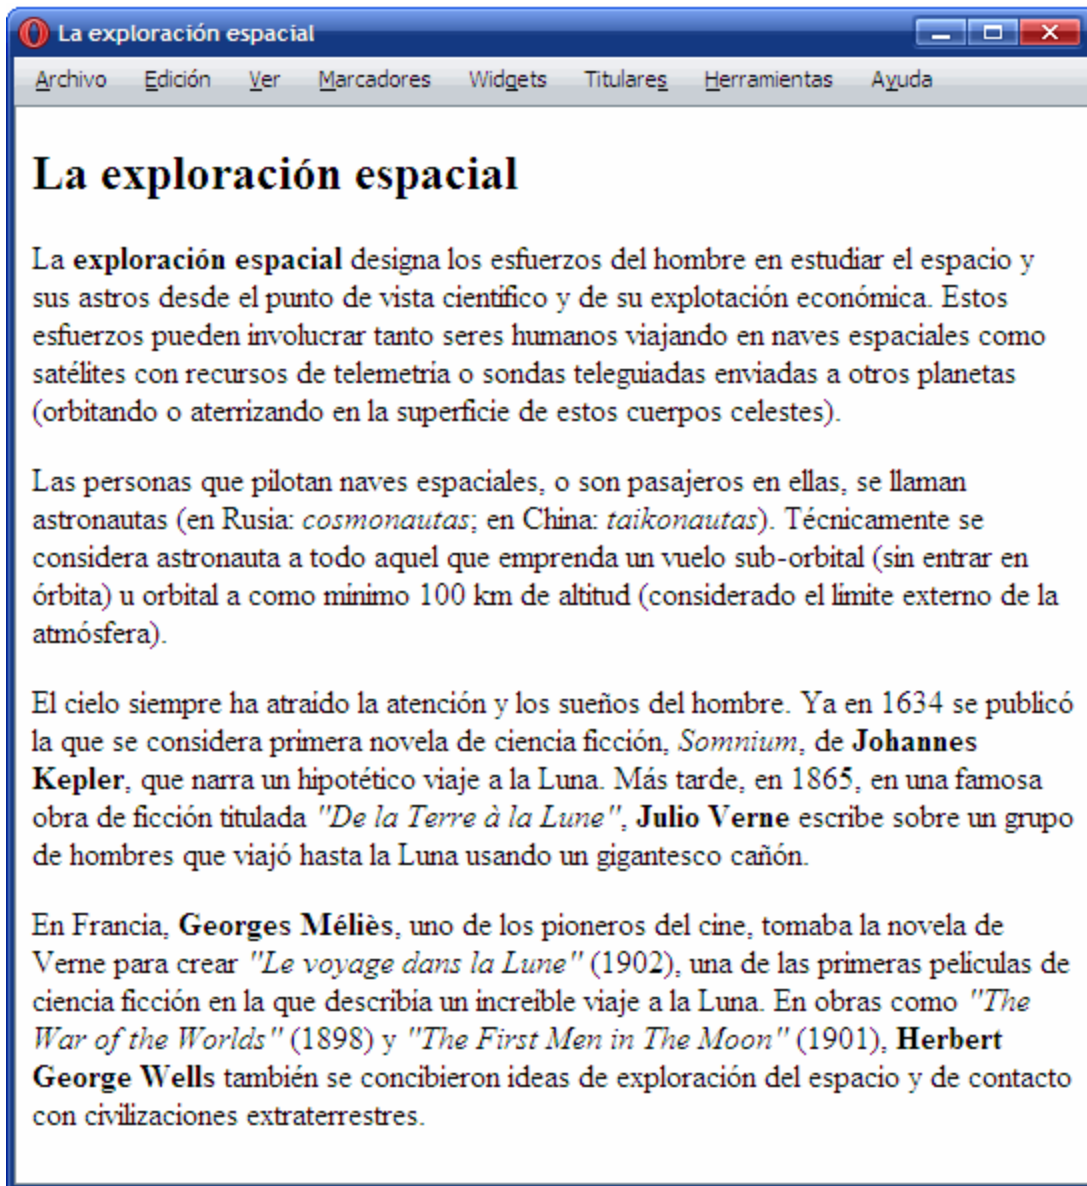 La exploración espacial
Archivo Edición Ver Marcadores Widgets Titulares Herramientas Ayuda
La exploración espacial
La exploración espacial designa los esfuerzos del hombre en estudiar el espacio y
sus astros desde el punto de vista científico y de su explotación económica. Estos
esfuerzos pueden involucrar tanto seres humanos viajando en naves espaciales como
satélites con recursos de telemetría o sondas teleguiadas enviadas a otros planetas
(orbitando o aterrizando en la superficie de estos cuerpos celestes).
Las personas que pilotan naves espaciales, o son pasajeros en ellas, se llaman
astronautas (en Rusia: cosmonautas; en China: taikonautas). Técnicamente se
considera astronauta a todo aquel que emprenda un vuelo sub-orbital (sin entrar en
órbita) u orbital a como mínimo 100 km de altitud (considerado el límite externo de la
atmósfera).
El cielo siempre ha atraído la atención y los sueños del hombre. Ya en 1634 se publicó
la que se considera primera novela de ciencia ficción, Somnium, de Johannes
Kepler, que narra un hipotético viaje a la Luna. Más tarde, en 1865, en una famosa
obra de ficción titulada "De la Terre à la Lune", Julio Verne escribe sobre un grupo
de hombres que viajó hasta la Luna usando un gigantesco cañón.
En Francia, Georges Méliès, uno de los pioneros del cine, tomaba la novela de
Verne para crear "Le voyage dans la Lune" (1902), una de las primeras películas de
ciencia ficción en la que describía un increíble viaje a la Luna. En obras como "The
War of the Worlds" (1898) y "The First Men in The Moon" (1901), Herbert
George Wells también se concibieron ideas de exploración del espacio y de contacto
con civilizaciones extraterrestres.